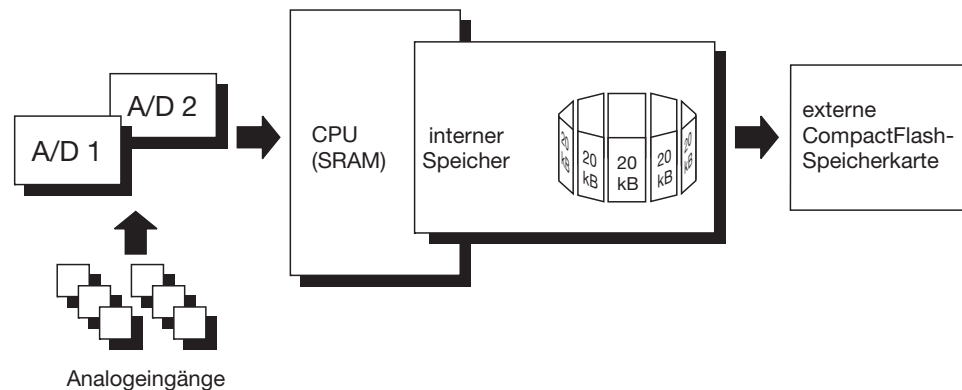 A/D 1
A/D 2
Analogeingänge
CPU
(SRAM)
interner
Speicher
20
kB
20
kB
20
kB
20
kB
20
kB
externe
CompactFlash-
Speicherkarte